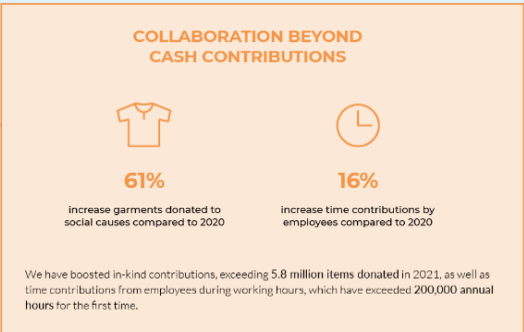 COLLABORATION BEYOND
CASH CONTRIBUTIONS
61%
increase garments donated to
social causes compared to 2020
16%
increase time contributions by
employees compared to 2020
We have boosted in-kind contributions, exceeding 5.8 million items donated in 2021, as well as
time contributions from employees during working hours, which have exceeded 200,000 annual
hours for the first time.